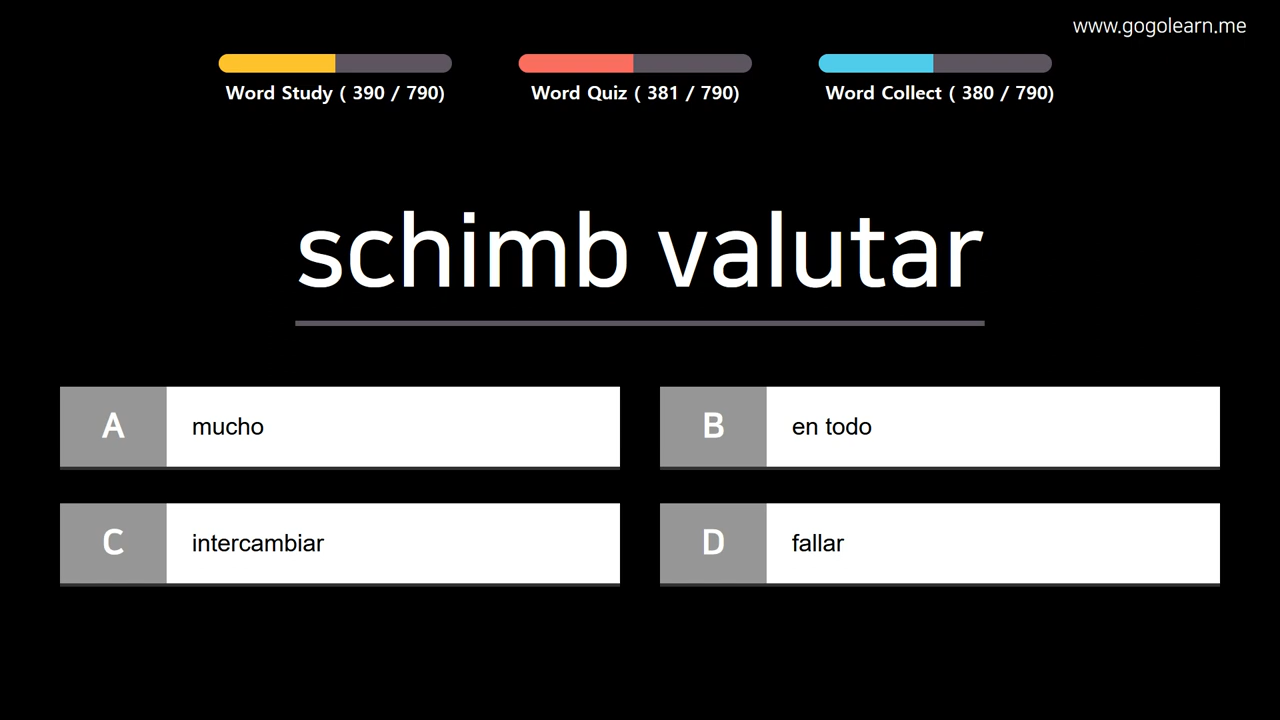 www.gogolearn.me
Word Study ( 390 / 790)
Word Quiz ( 381 / 790)
Word Collect ( 380 / 790)
schimb valutar
A
mucho
B
en todo
C
intercambiar
D
fallar